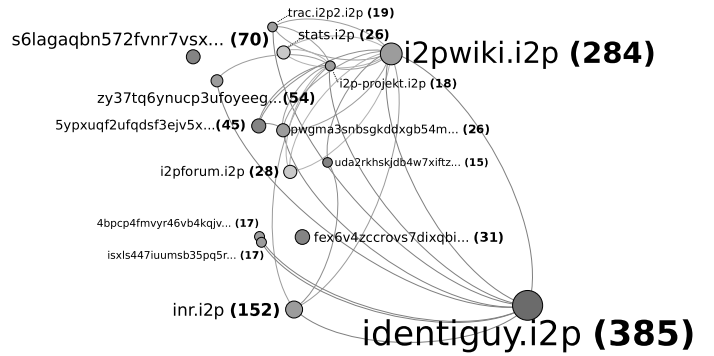 trac.i2p2.i2p (19)
stats.i2p (26)
s6lagaqbn572fvnr7vsx... (70)
i2pwiki.i2p (284)
i2p-projekt.i2p (18)
zy37tq6ynucp3ufoyeeg...(54)
5ypxuqf2ufqdsf3ejv5x...(45)
pwgma3snbsgkddxgb54m... (26)
uda2rkhskjdb4w7xiftz... (15)
i2pforum.i2p (28)
4bpcp4fmvyr46vb4kqjv... (17)
fex6v4zccrovs7dixqbi... (31)
isxls447iuumsb35pq5r... (17)
inr.i2p (152)
identiguy.i2p (385)